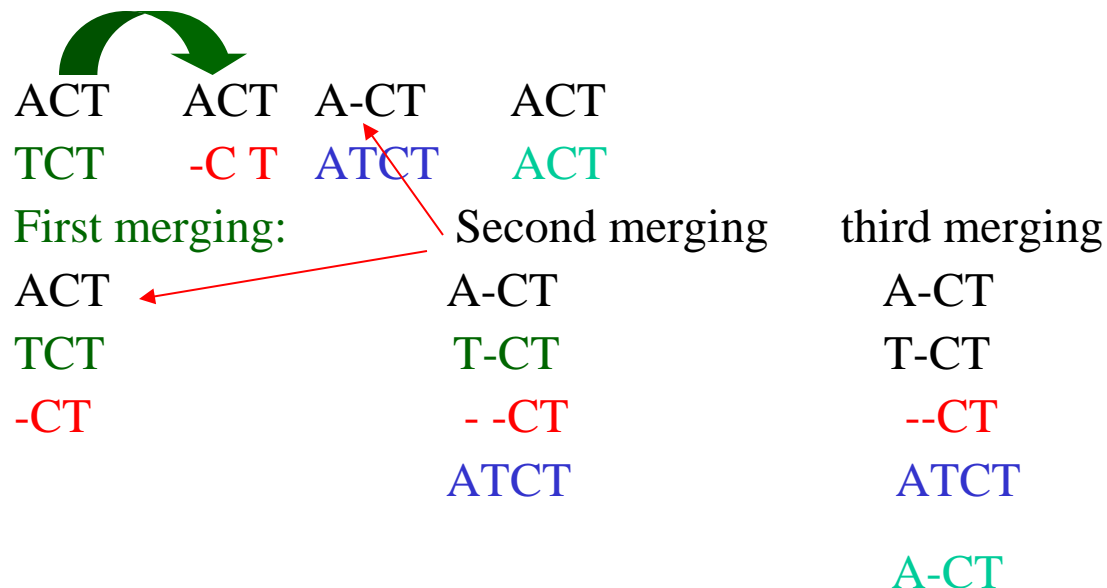 ACT ACT A-CT ACT
TCT -C T ATCT ACT
First merging: Second merging third merging
ACT A-CT A-CT
TCT T-CT T-CT
-CT - -CT --CT
ATCT ATCT
A-CT